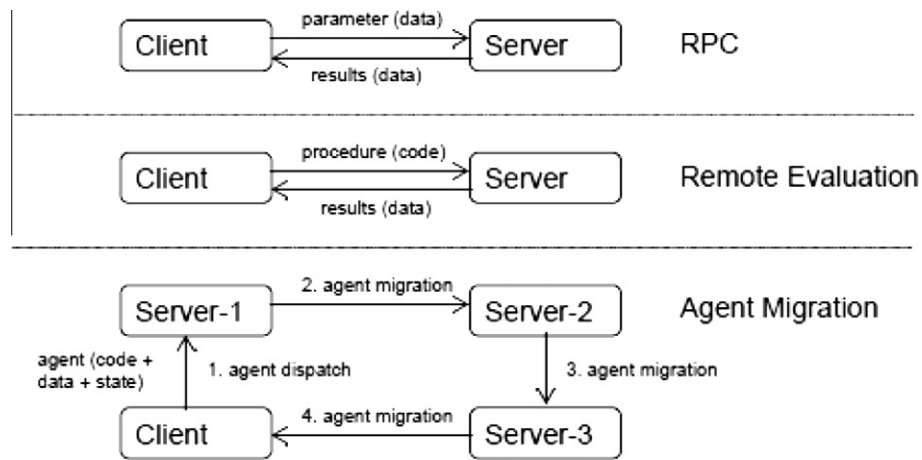 parameter (data)
Client
Server
RPC
results (data)
procedure (code)
Client
Server
Remote Evaluation
results (data)
2. agent migration
Server-1
Server-2
Agent Migration
agent (code +
data + state)
1. agent dispatch
3. agent migration
4. agent migration
Client
Server-3